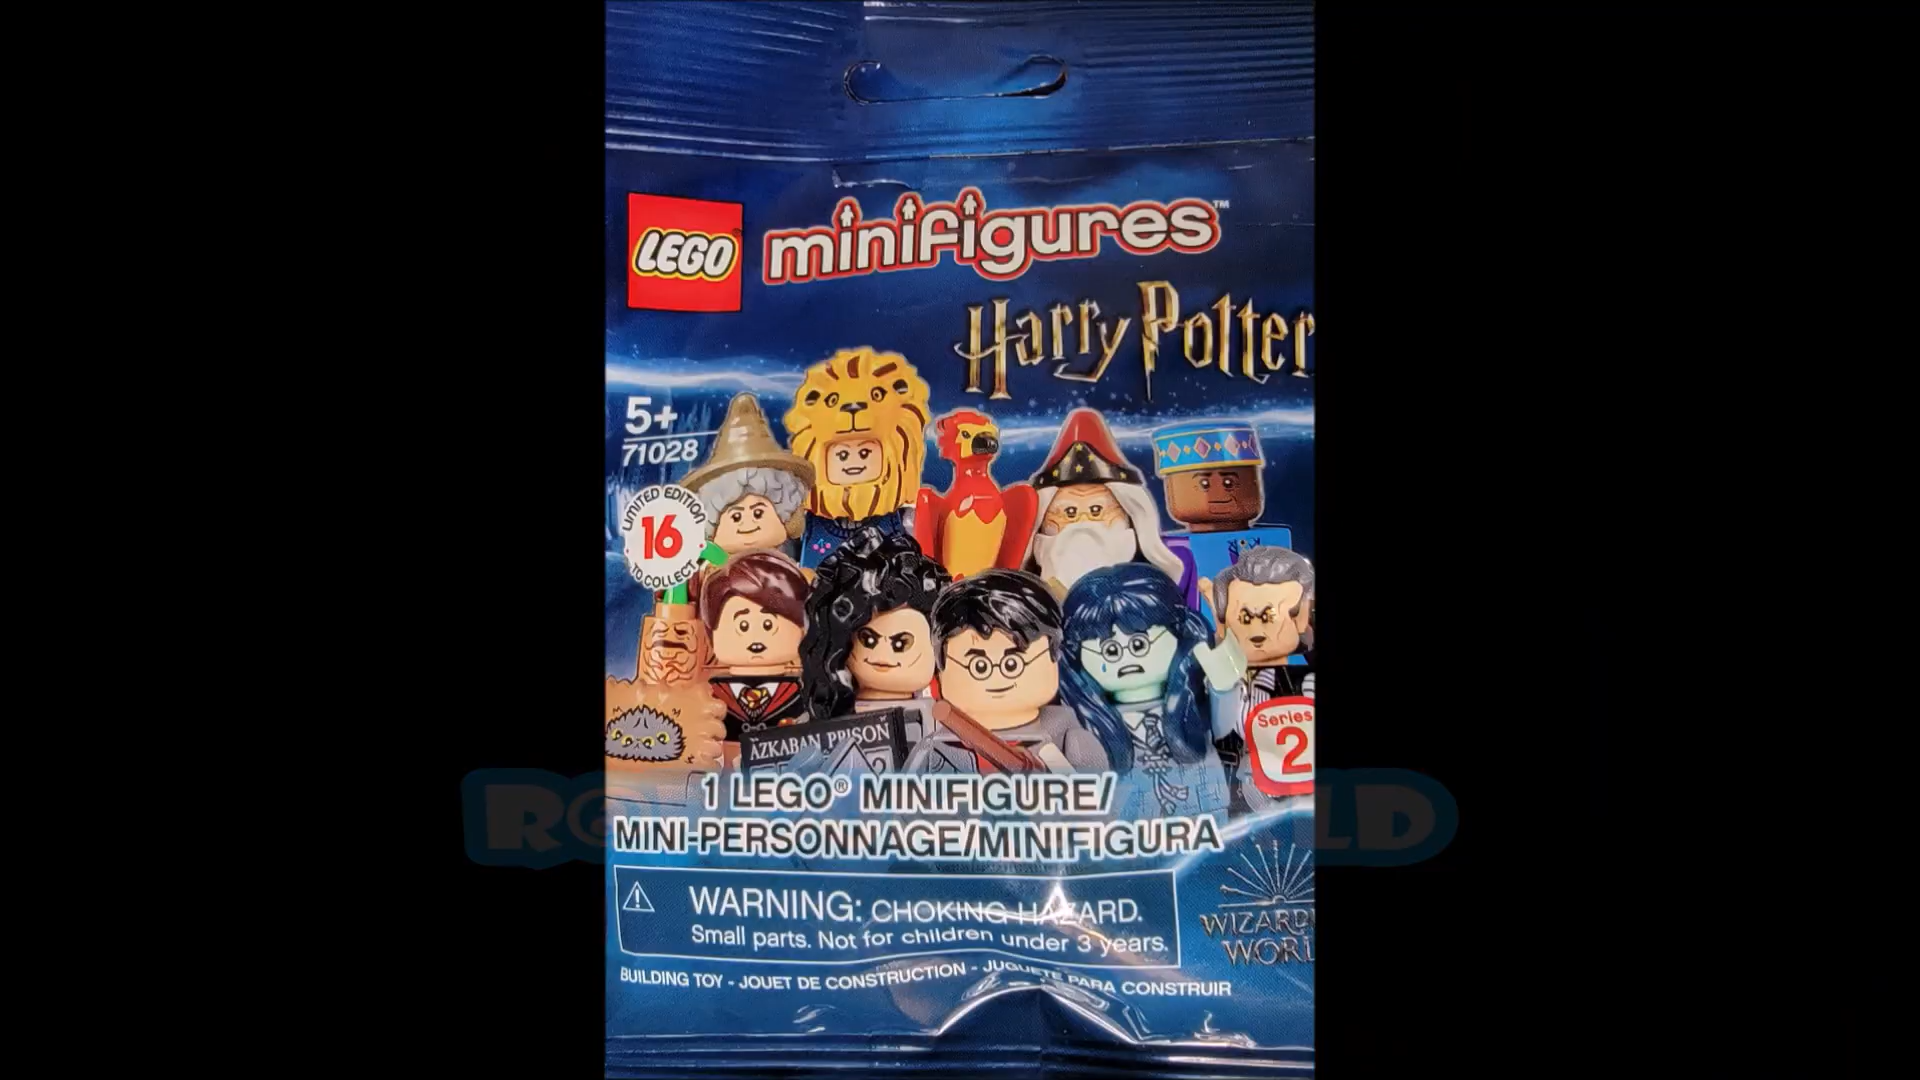 LEGO
minifigures™
Harry Potter
5+
71028
LIMITED EDITION
16
TO COLLECT
AZKABAN PRISON
Series
2
1 LEGO® MINIFIGURE/
MINI-PERSONNAGE/MINIFIGURA
WARNING: CHOKING HAZARD.
Small parts. Not for children under 3 years.
BUILDING TOY - JOUET DE CONSTRUCTION - JUGUETE PARA CONSTRUIR